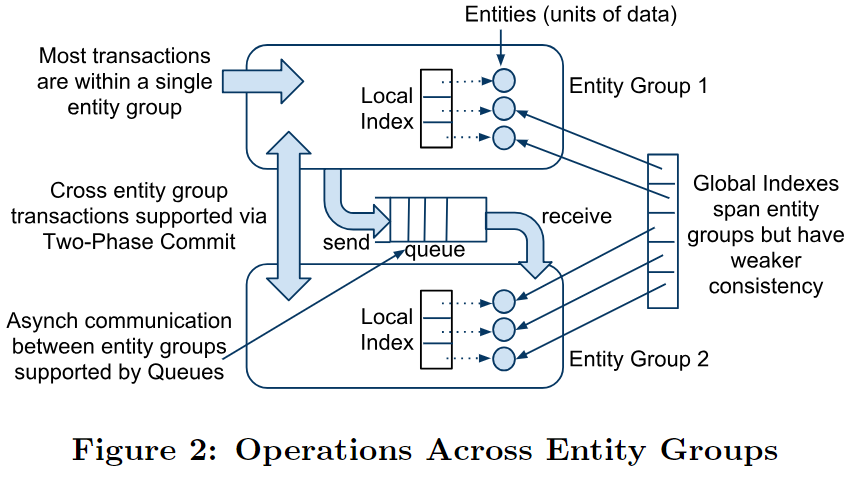 Entities (units of data)
Most transactions
are within a single
entity group
Local
Index
Entity Group 1
Cross entity group
transactions supported via
Two-Phase Commit
send
queue
receive
Global Indexes
span entity
groups but have
weaker
consistency
Asynch communication
between entity groups
supported by Queues
Local
Index
Entity Group 2
Figure 2: Operations Across Entity Groups